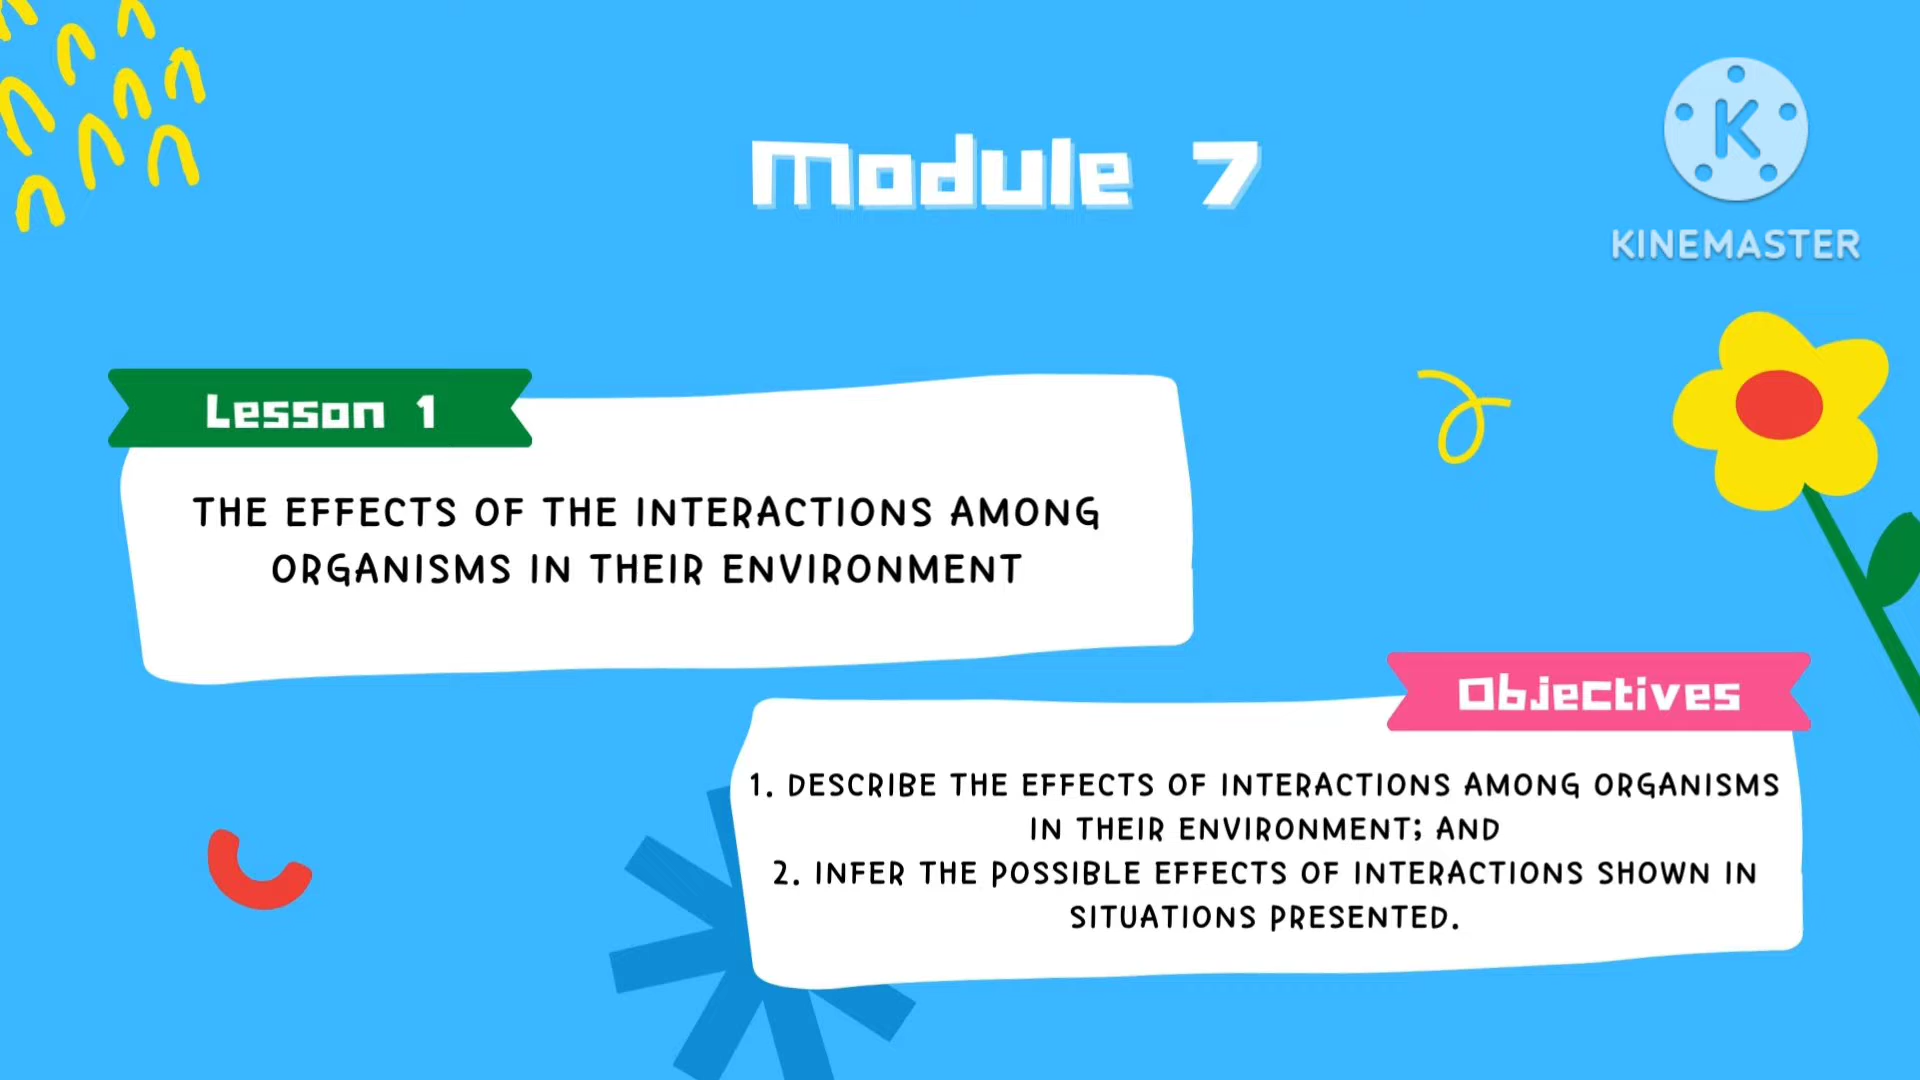 Module 7
K
KINEMASTER
Lesson 1
THE EFFECTS OF THE INTERACTIONS AMONG
ORGANISMS IN THEIR ENVIRONMENT
Objectives
1. DESCRIBE THE EFFECTS OF INTERACTIONS AMONG ORGANISMS
IN THEIR ENVIRONMENT; AND
2. INFER THE POSSIBLE EFFECTS OF INTERACTIONS SHOWN IN
SITUATIONS PRESENTED.